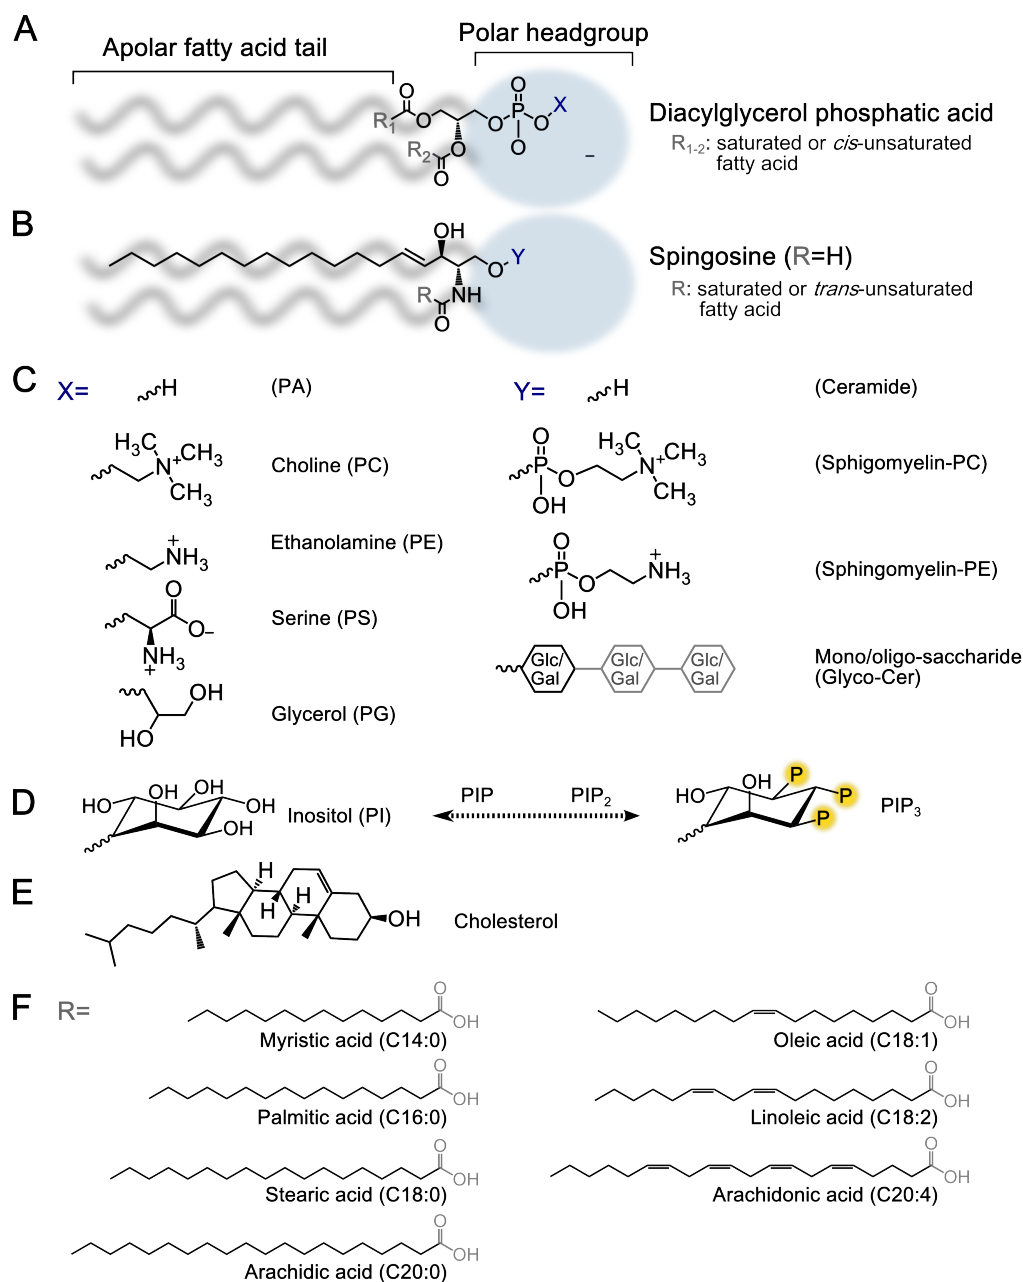 A
Apolar fatty acid tail
Polar headgroup
O
R1
O
O
P
O
X
O
R2
O
O
–
Diacylglycerol phosphatic acid
R1-2: saturated or cis-unsaturated
fatty acid
B
OH
O
Y
R
NH
O
Spingosine (R=H)
R: saturated or trans-unsaturated
fatty acid
C
X=
H
(PA)
Y=
H
(Ceramide)
H3C
N+
CH3
CH3
Choline (PC)
O
P
O
OH
H3C
N+
CH3
CH3
(Sphigomyelin-PC)
+
NH3
Ethanolamine (PE)
O
P
O
OH
+
NH3
(Sphingomyelin-PE)
O
O–
NH3
+
Serine (PS)
Glc/
Gal
Glc/
Gal
Glc/
Gal
Mono/oligo-saccharide
(Glyco-Cer)
OH
HO
Glycerol (PG)
D
HO
OH
OH
OH
OH
Inositol (PI)
PIP
PIP2
HO
OH
P
P
P
PIP3
E
H
H
H
OH
Cholesterol
F
R=
O
OH
Myristic acid (C14:0)
O
OH
Oleic acid (C18:1)
O
OH
Palmitic acid (C16:0)
O
OH
Linoleic acid (C18:2)
O
OH
Stearic acid (C18:0)
O
OH
Arachidonic acid (C20:4)
O
OH
Arachidic acid (C20:0)